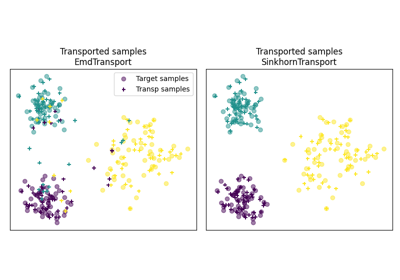 Transported samples
EmdTransport
Target samples
Transp samples
Transported samples
SinkhornTransport